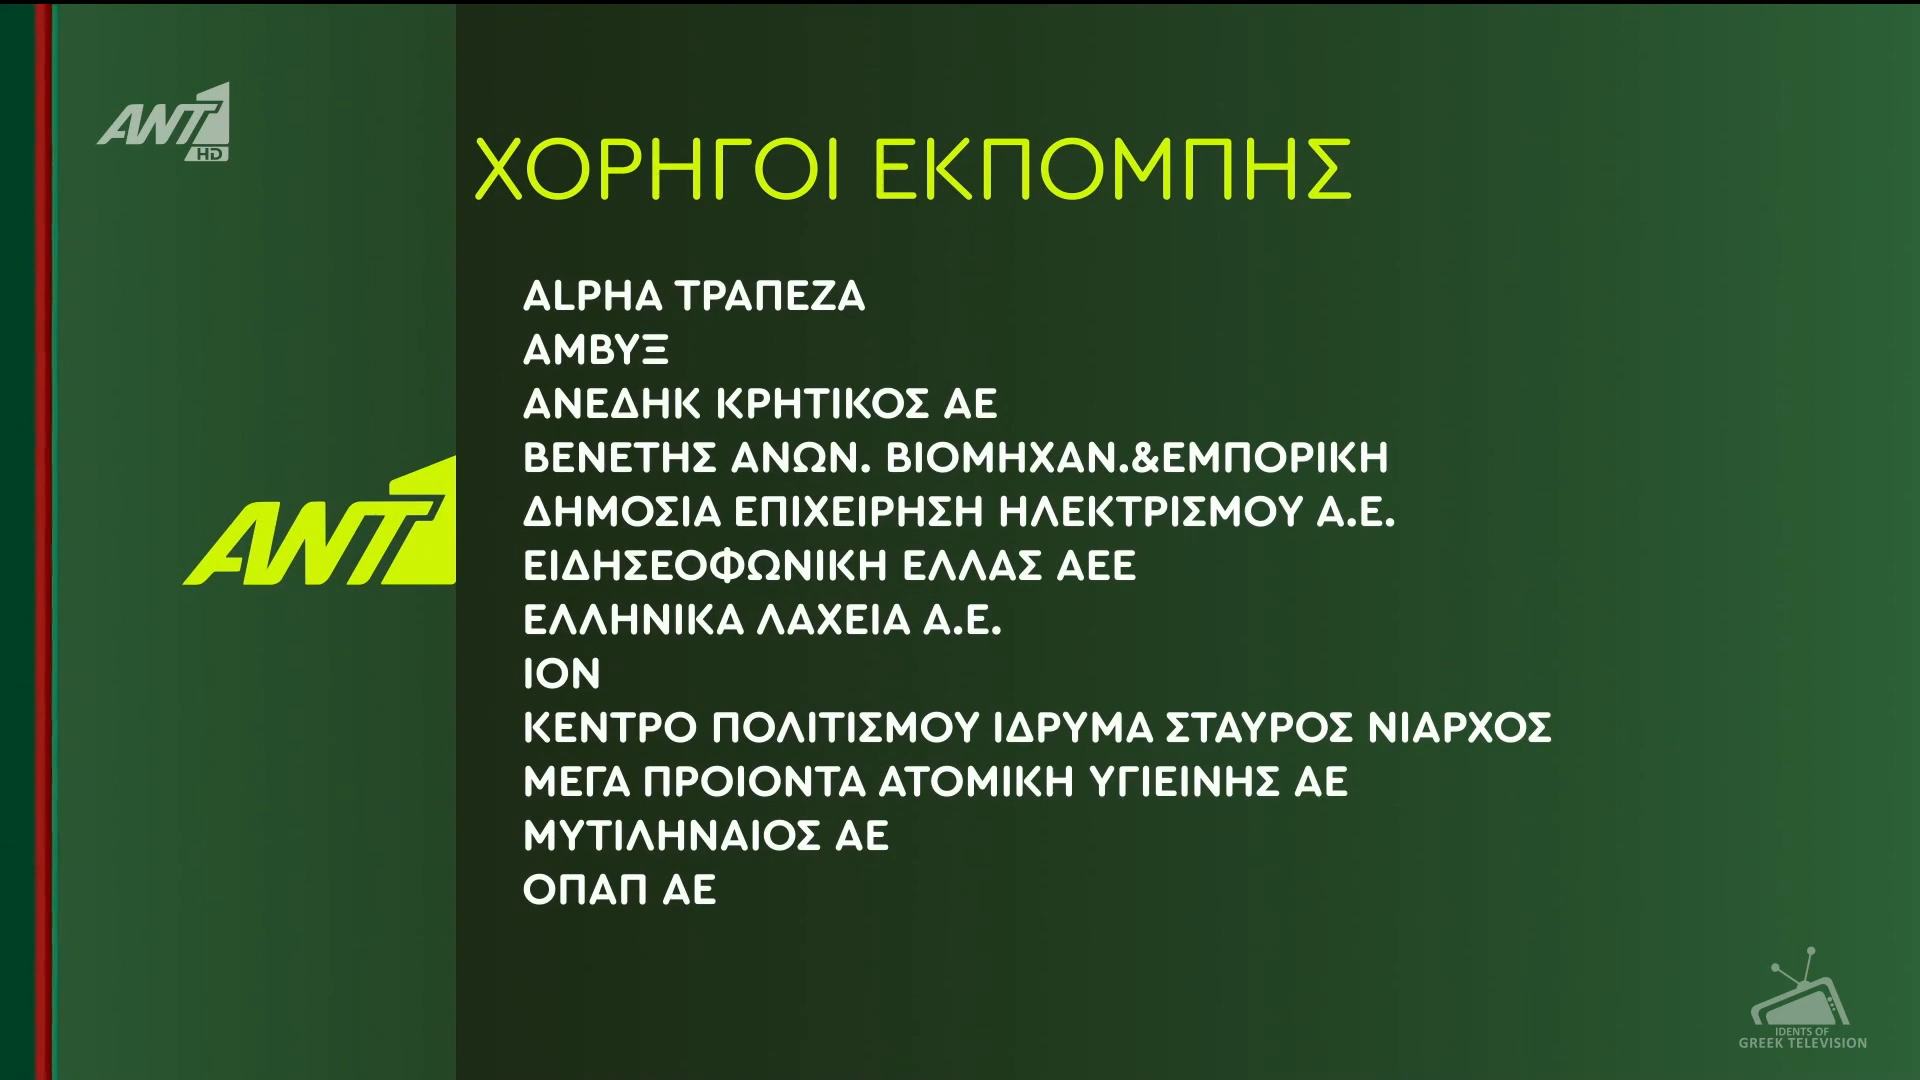 ANT1
HD
ΧΟΡΗΓΟΙ ΕΚΠΟΜΠΗΣ
ALPHA ΤΡΑΠΕΖΑ
ΑΜΒΥΞ
ΑΝΕΔΗΚ ΚΡΗΤΙΚΟΣ ΑΕ
ΒΕΝΕΤΗΣ ΑΝΩΝ. ΒΙΟΜΗΧΑΝ.&ΕΜΠΟΡΙΚΗ
ΔΗΜΟΣΙΑ ΕΠΙΧΕΙΡΗΣΗ ΗΛΕΚΤΡΙΣΜΟΥ Α.Ε.
ΕΙΔΗΣΕΟΦΩΝΙΚΗ ΕΛΛΑΣ ΑΕΕ
ANT1
ΕΛΛΗΝΙΚΑ ΛΑΧΕΙΑ Α.Ε.
ΙΟΝ
ΚΕΝΤΡΟ ΠΟΛΙΤΙΣΜΟΥ ΙΔΡΥΜΑ ΣΤΑΥΡΟΣ ΝΙΑΡΧΟΣ
ΜΕΓΑ ΠΡΟΙΟΝΤΑ ΑΤΟΜΙΚΗ ΥΓΙΕΙΝΗΣ ΑΕ
ΜΥΤΙΛΗΝΑΙΟΣ ΑΕ
ΟΠΑΠ ΑΕ
IDENTS OF
GREEK TELEVISION